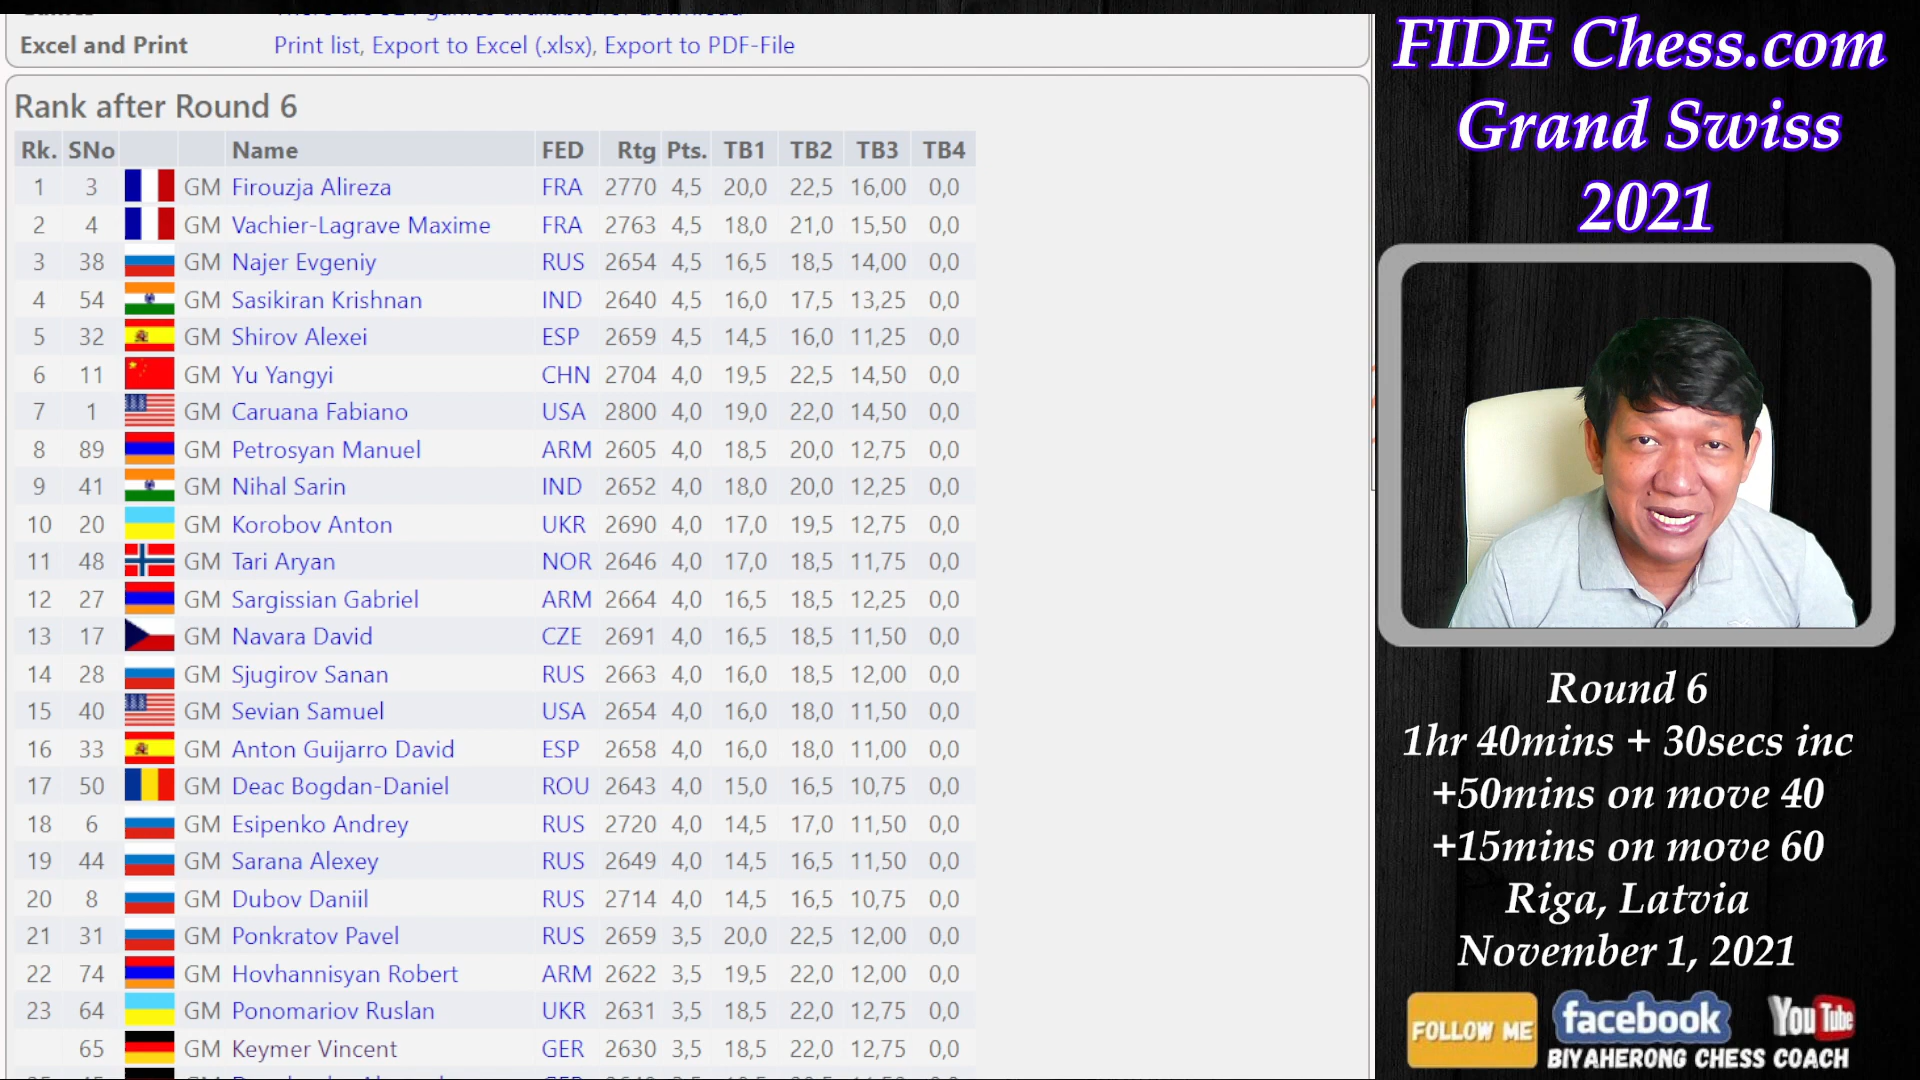 Excel and Print Print list, Export to Excel (.xlsx), Export to PDF-File
Rank after Round 6
Rk. SNo Name FED Rtg Pts. TB1 TB2 TB3 TB4
1 3 GM Firouzja Alireza FRA 2770 4,5 20,0 22,5 16,00 0,0
2 4 GM Vachier-Lagrave Maxime FRA 2763 4,5 18,0 21,0 15,50 0,0
3 38 GM Najer Evgeniy RUS 2654 4,5 16,5 18,5 14,00 0,0
4 54 GM Sasikiran Krishnan IND 2640 4,5 16,0 17,5 13,25 0,0
5 32 GM Shirov Alexei ESP 2659 4,5 14,5 16,0 11,25 0,0
6 11 GM Yu Yangyi CHN 2704 4,0 19,5 22,5 14,50 0,0
7 1 GM Caruana Fabiano USA 2800 4,0 19,0 22,0 14,50 0,0
8 89 GM Petrosyan Manuel ARM 2605 4,0 18,5 20,0 12,75 0,0
9 41 GM Nihal Sarin IND 2652 4,0 18,0 20,0 12,25 0,0
10 20 GM Korobov Anton UKR 2690 4,0 17,0 19,5 12,75 0,0
11 48 GM Tari Aryan NOR 2646 4,0 17,0 18,5 11,75 0,0
12 27 GM Sargissian Gabriel ARM 2664 4,0 16,5 18,5 12,25 0,0
13 17 GM Navara David CZE 2691 4,0 16,5 18,5 11,50 0,0
14 28 GM Sjugirov Sanan RUS 2663 4,0 16,0 18,5 12,00 0,0
15 40 GM Sevian Samuel USA 2654 4,0 16,0 18,0 11,50 0,0
16 33 GM Anton Guijarro David ESP 2658 4,0 16,0 18,0 11,00 0,0
17 50 GM Deac Bogdan-Daniel ROU 2643 4,0 15,0 16,5 10,75 0,0
18 6 GM Esipenko Andrey RUS 2720 4,0 14,5 17,0 11,50 0,0
19 44 GM Sarana Alexey RUS 2649 4,0 14,5 16,5 11,50 0,0
20 8 GM Dubov Daniil RUS 2714 4,0 14,5 16,5 10,75 0,0
21 31 GM Ponkratov Pavel RUS 2659 3,5 20,0 22,5 12,00 0,0
22 74 GM Hovhannisyan Robert ARM 2622 3,5 19,5 22,0 12,00 0,0
23 64 GM Ponomariov Ruslan UKR 2631 3,5 18,5 22,0 12,75 0,0
65 GM Keymer Vincent GER 2630 3,5 18,5 22,0 12,75 0,0
FIDE Chess.com
Grand Swiss
2021
Round 6
1hr 40mins + 30secs inc
+50mins on move 40
+15mins on move 60
Riga, Latvia
November 1, 2021
FOLLOW ME facebook YouTube
BIYAHERONG CHESS COACH